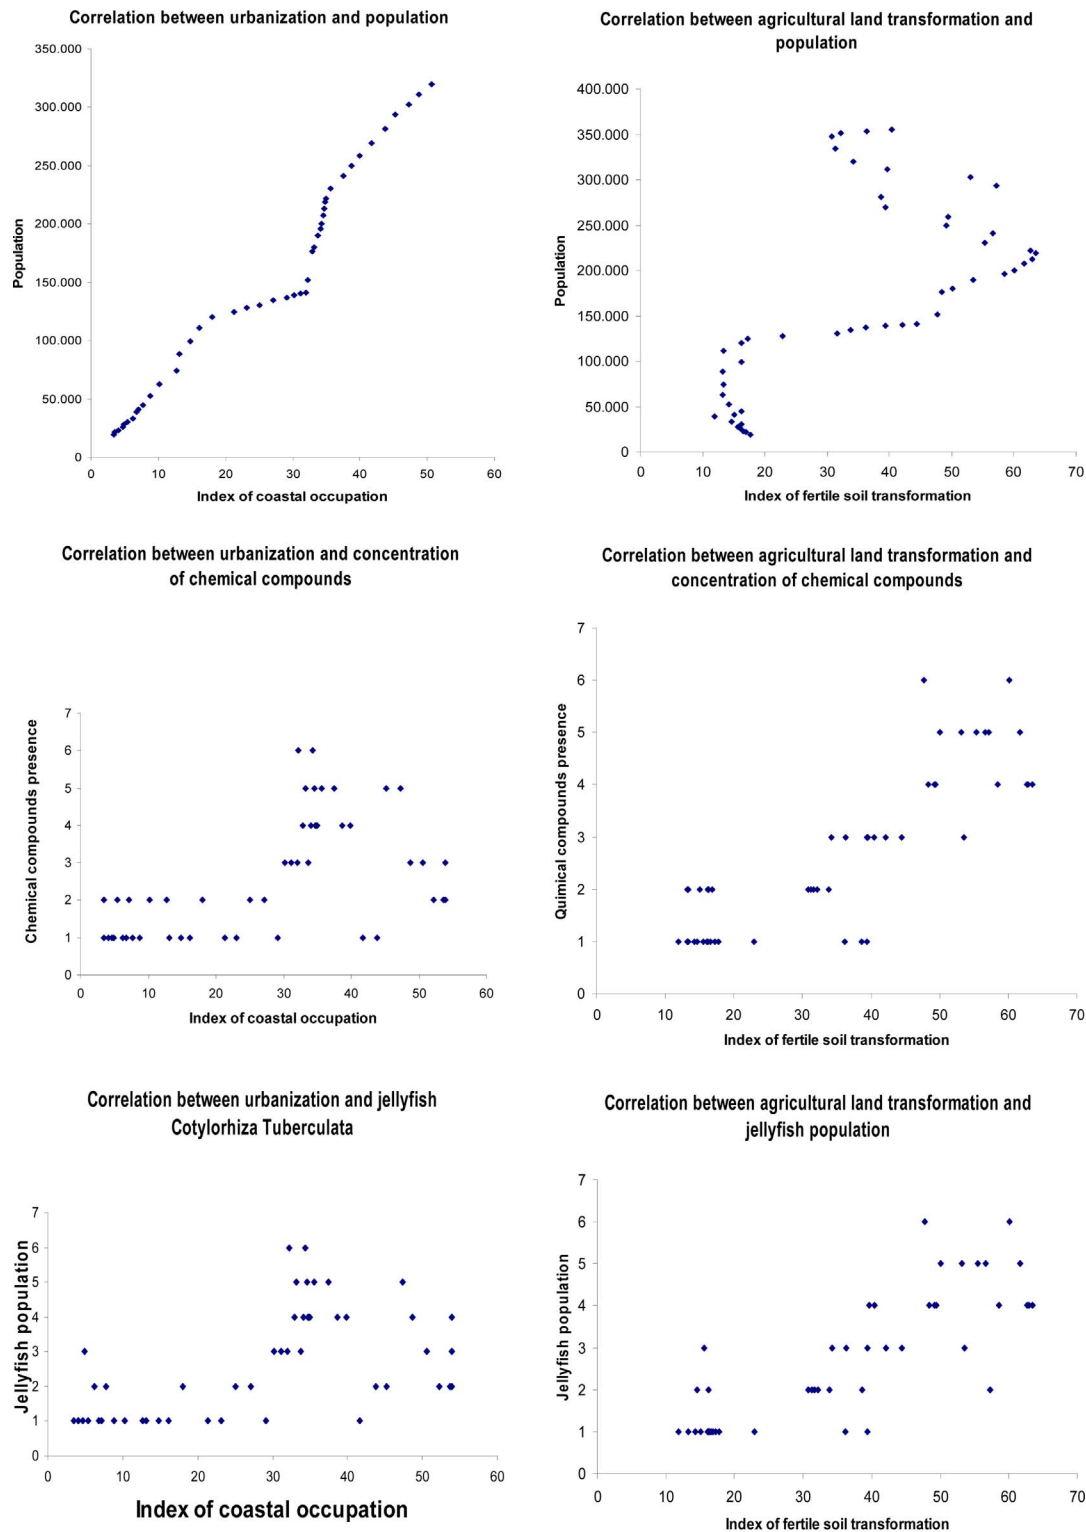 Correlation between urbanization and population
350.000
300.000
250.000
200.000
150.000
100.000
50.000
0
0 10 20 30 40 50 60
Population
Index of coastal occupation
Correlation between agricultural land transformation and
population
400.000
350.000
300.000
250.000
200.000
150.000
100.000
50.000
0
0 10 20 30 40 50 60 70
Population
Index of fertile soil transformation
Correlation between urbanization and concentration
of chemical compounds
7
6
5
4
3
2
1
0
0 10 20 30 40 50 60
Chemical compounds presence
Index of coastal occupation
Correlation between agricultural land transformation and
concentration of chemical compounds
7
6
5
4
3
2
1
0
0 10 20 30 40 50 60 70
Quimical compounds presence
Index of fertile soil transformation
Correlation between urbanization and jellyfish
Cotylorhiza Tuberculata
7
6
5
4
3
2
1
0
0 10 20 30 40 50 60
Jellyfish population
Index of coastal occupation
Correlation between agricultural land transformation and
jellyfish population
7
6
5
4
3
2
1
0
0 10 20 30 40 50 60 70
Jellyfish population
Index of fertile soil transformation